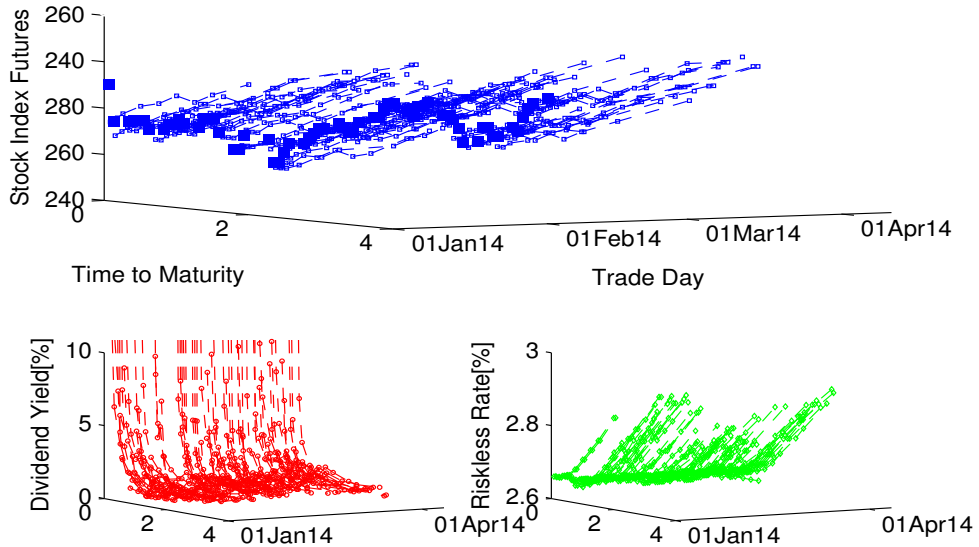 Stock Index Futures
260
240
280
260
240
0
2
4
01Jan14
01Feb14
01Mar14
01Apr14
Time to Maturity
Trade Day
Dividend Yield[%]
10
5
0
0
2
4
01Jan14
01Apr14
Riskless Rate[%]
3
2.8
2.6
0
2
4
01Jan14
01Apr14